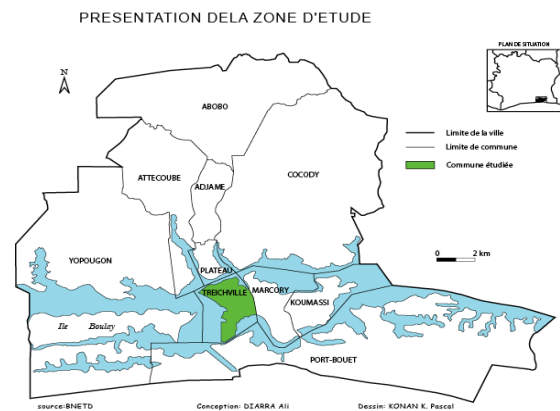 PRESENTATION DELA ZONE D'ETUDE
PLAN DE SITUATION
N
ABOBO
Limite de la ville
Limite de commune
Commune étudiée
ATTECOUBE
ADJAME
COCODY
0 2 km
YOPOUGON
PLATEAU
TREICHVILLE
MARCORY
KOUMASSI
Ile Boulay
PORT-BOUET
source:BNETD Conception: DIARRA Ali Dessin: KONAN K. Pascal